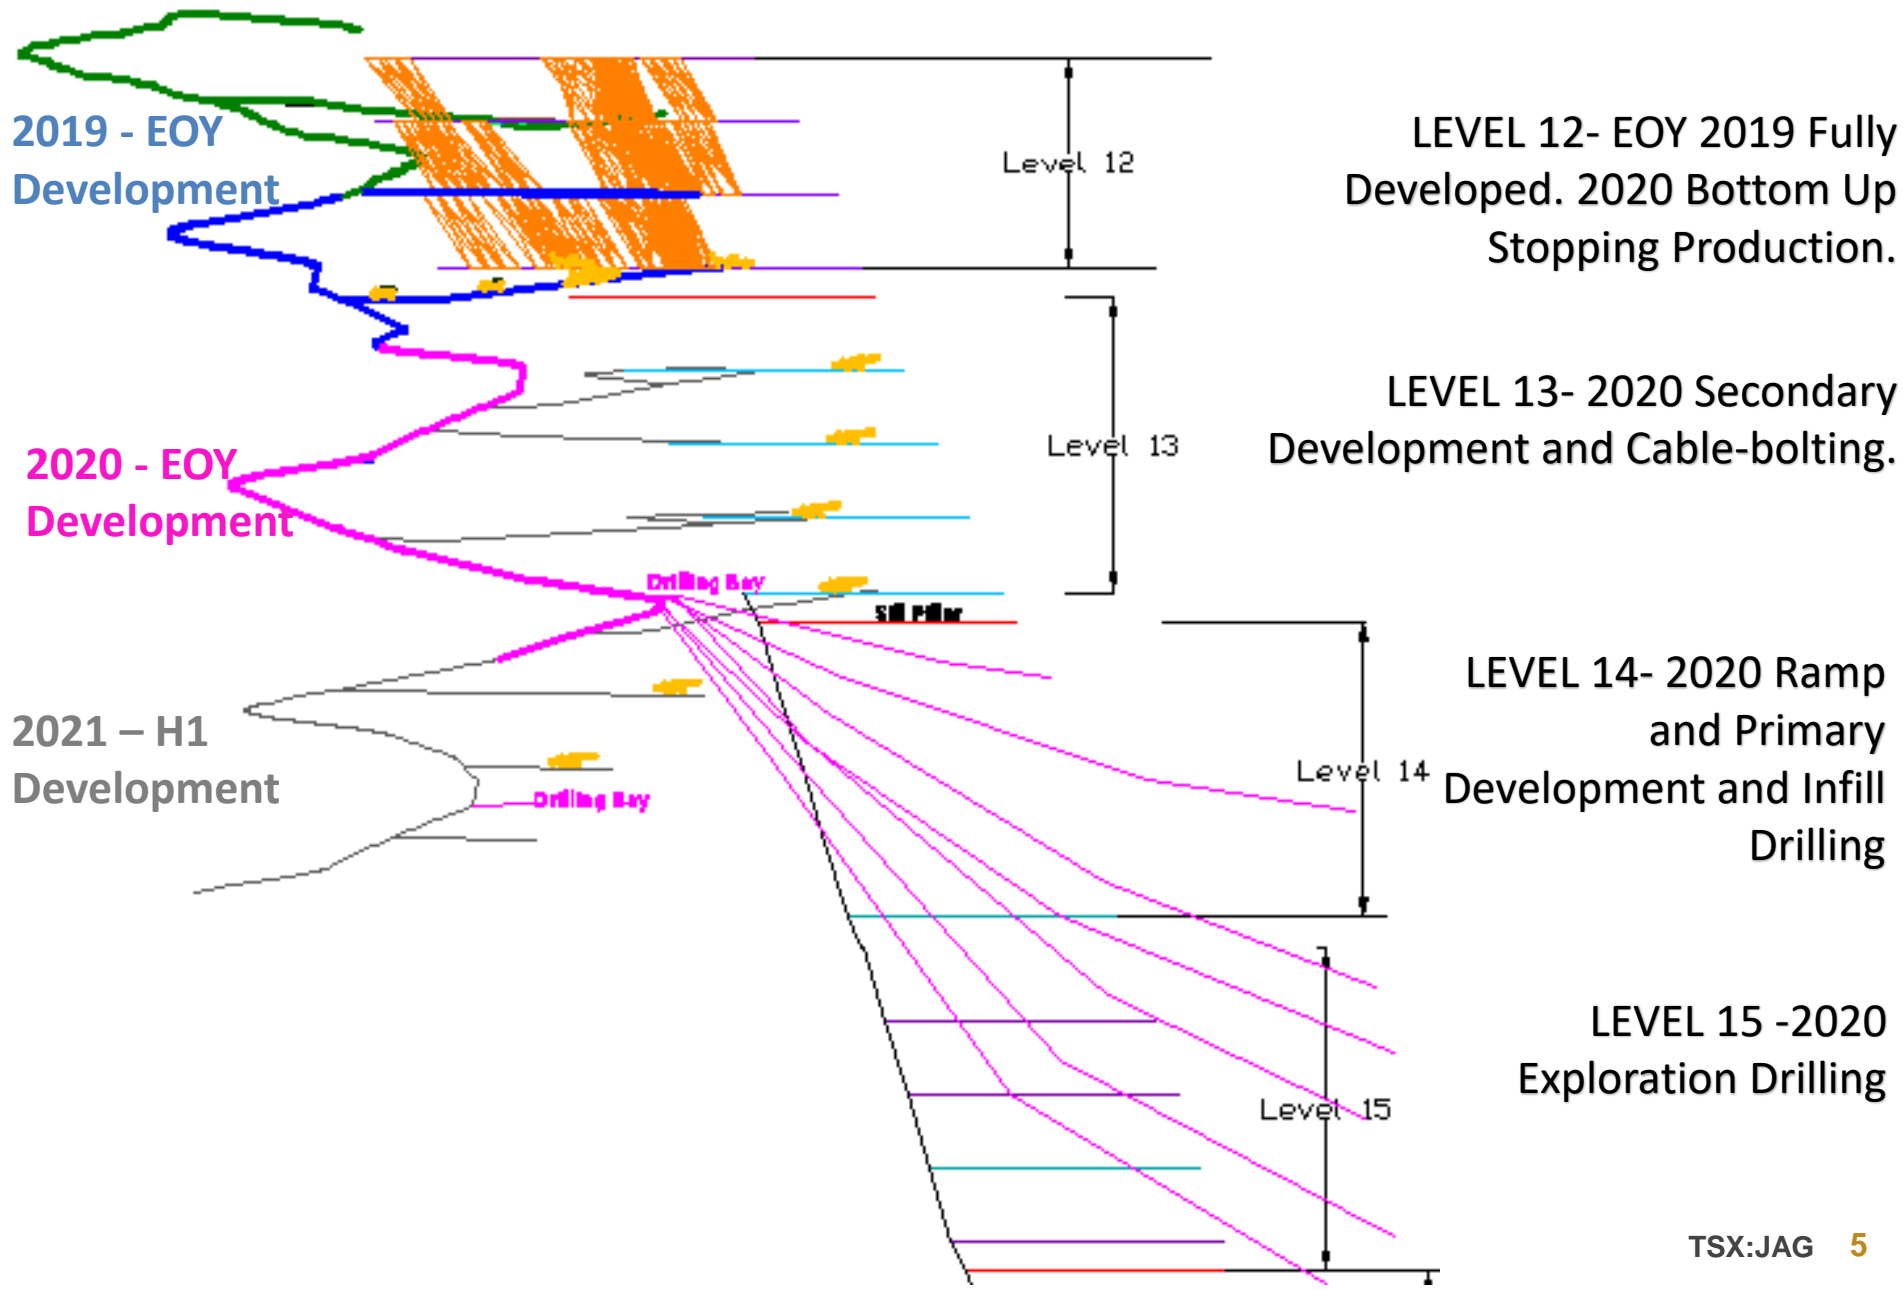 2019 - EOY
Development
Level 12
LEVEL 12- EOY 2019 Fully
Developed. 2020 Bottom Up
Stopping Production.
Level 13
LEVEL 13- 2020 Secondary
Development and Cable-bolting.
2020 - EOY
Development
Drilling Bay
Sill Pillar
2021 – H1
Development
Drilling Bay
Level 14
LEVEL 14- 2020 Ramp
and Primary
Development and Infill
Drilling
Level 15
LEVEL 15 -2020
Exploration Drilling
TSX:JAG 5